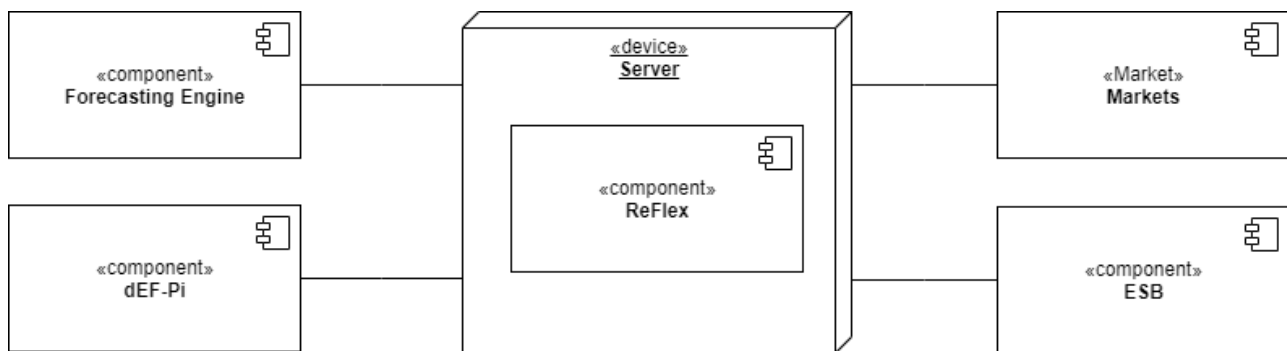 «component»
Forecasting Engine
«device»
Server
«Market»
Markets
«component»
ReFlex
«component»
dEF-Pi
«component»
ESB